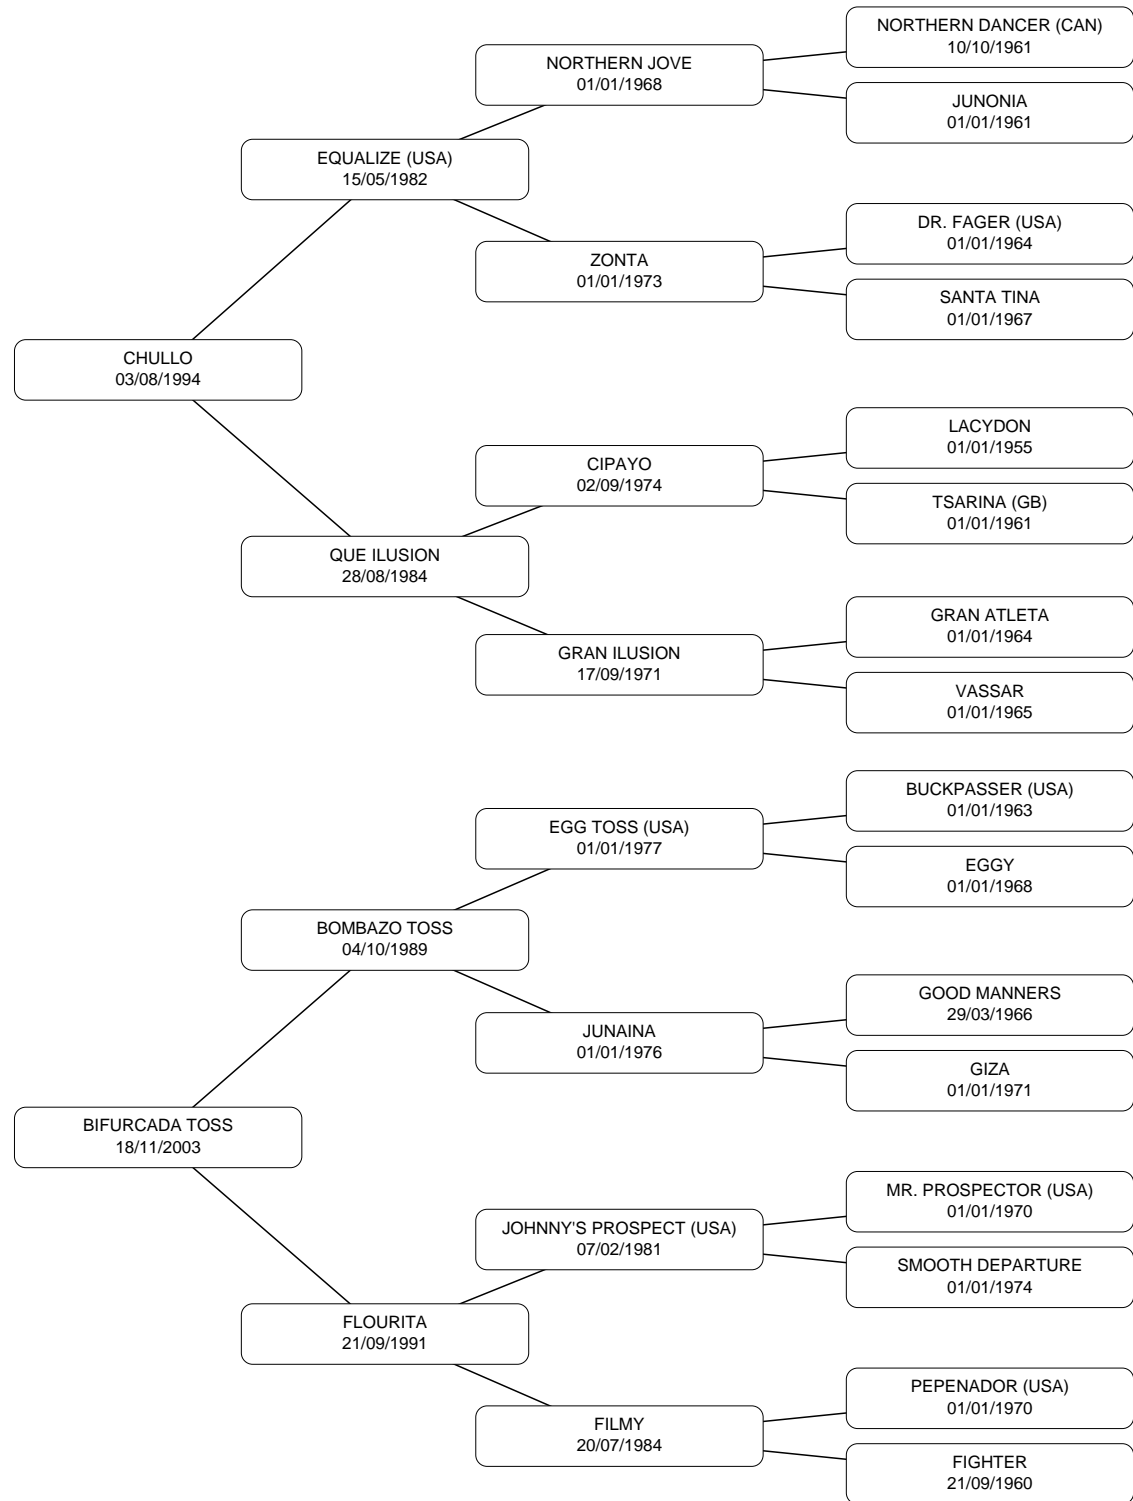 NORTHERN DANCER (CAN)
10/10/1961
NORTHERN JOVE
01/01/1968
JUNONIA
01/01/1961
EQUALIZE (USA)
15/05/1982
DR. FAGER (USA)
01/01/1964
ZONTA
01/01/1973
SANTA TINA
01/01/1967
CHULLO
03/08/1994
LACYDON
01/01/1955
CIPAYO
02/09/1974
TSARINA (GB)
01/01/1961
QUE ILUSION
28/08/1984
GRAN ATLETA
01/01/1964
GRAN ILUSION
17/09/1971
VASSAR
01/01/1965
BUCKPASSER (USA)
01/01/1963
EGG TOSS (USA)
01/01/1977
EGGY
01/01/1968
BOMBAZO TOSS
04/10/1989
GOOD MANNERS
29/03/1966
JUNAINA
01/01/1976
GIZA
01/01/1971
BIFURCADA TOSS
18/11/2003
MR. PROSPECTOR (USA)
01/01/1970
JOHNNY'S PROSPECT (USA)
07/02/1981
SMOOTH DEPARTURE
01/01/1974
FLOURITA
21/09/1991
PEPENADOR (USA)
01/01/1970
FILMY
20/07/1984
FIGHTER
21/09/1960